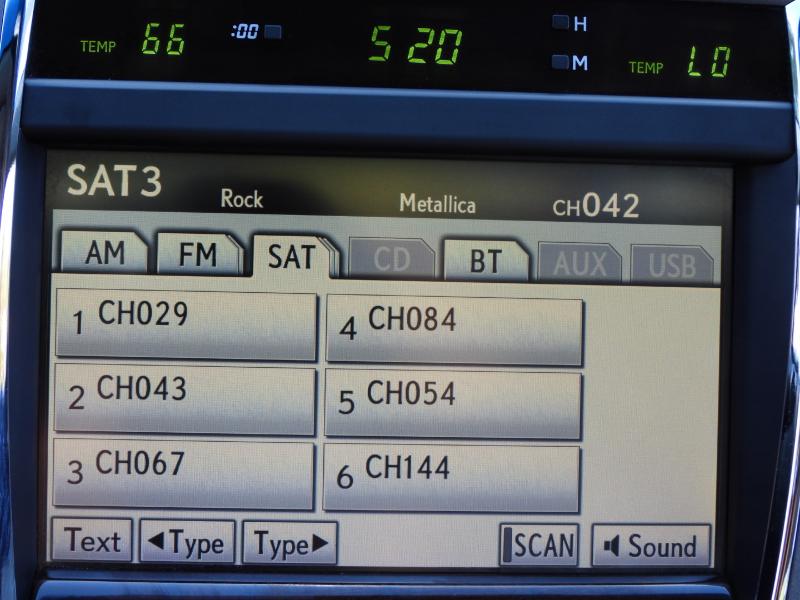 TEMP 66 :00 5 20 H
M TEMP LO
SAT3 Rock Metallica CH042
AM FM SAT CD BT AUX USB
1 CH029 4 CH084
2 CH043 5 CH054
3 CH067 6 CH144
Text ◀Type Type▶ SCAN Sound